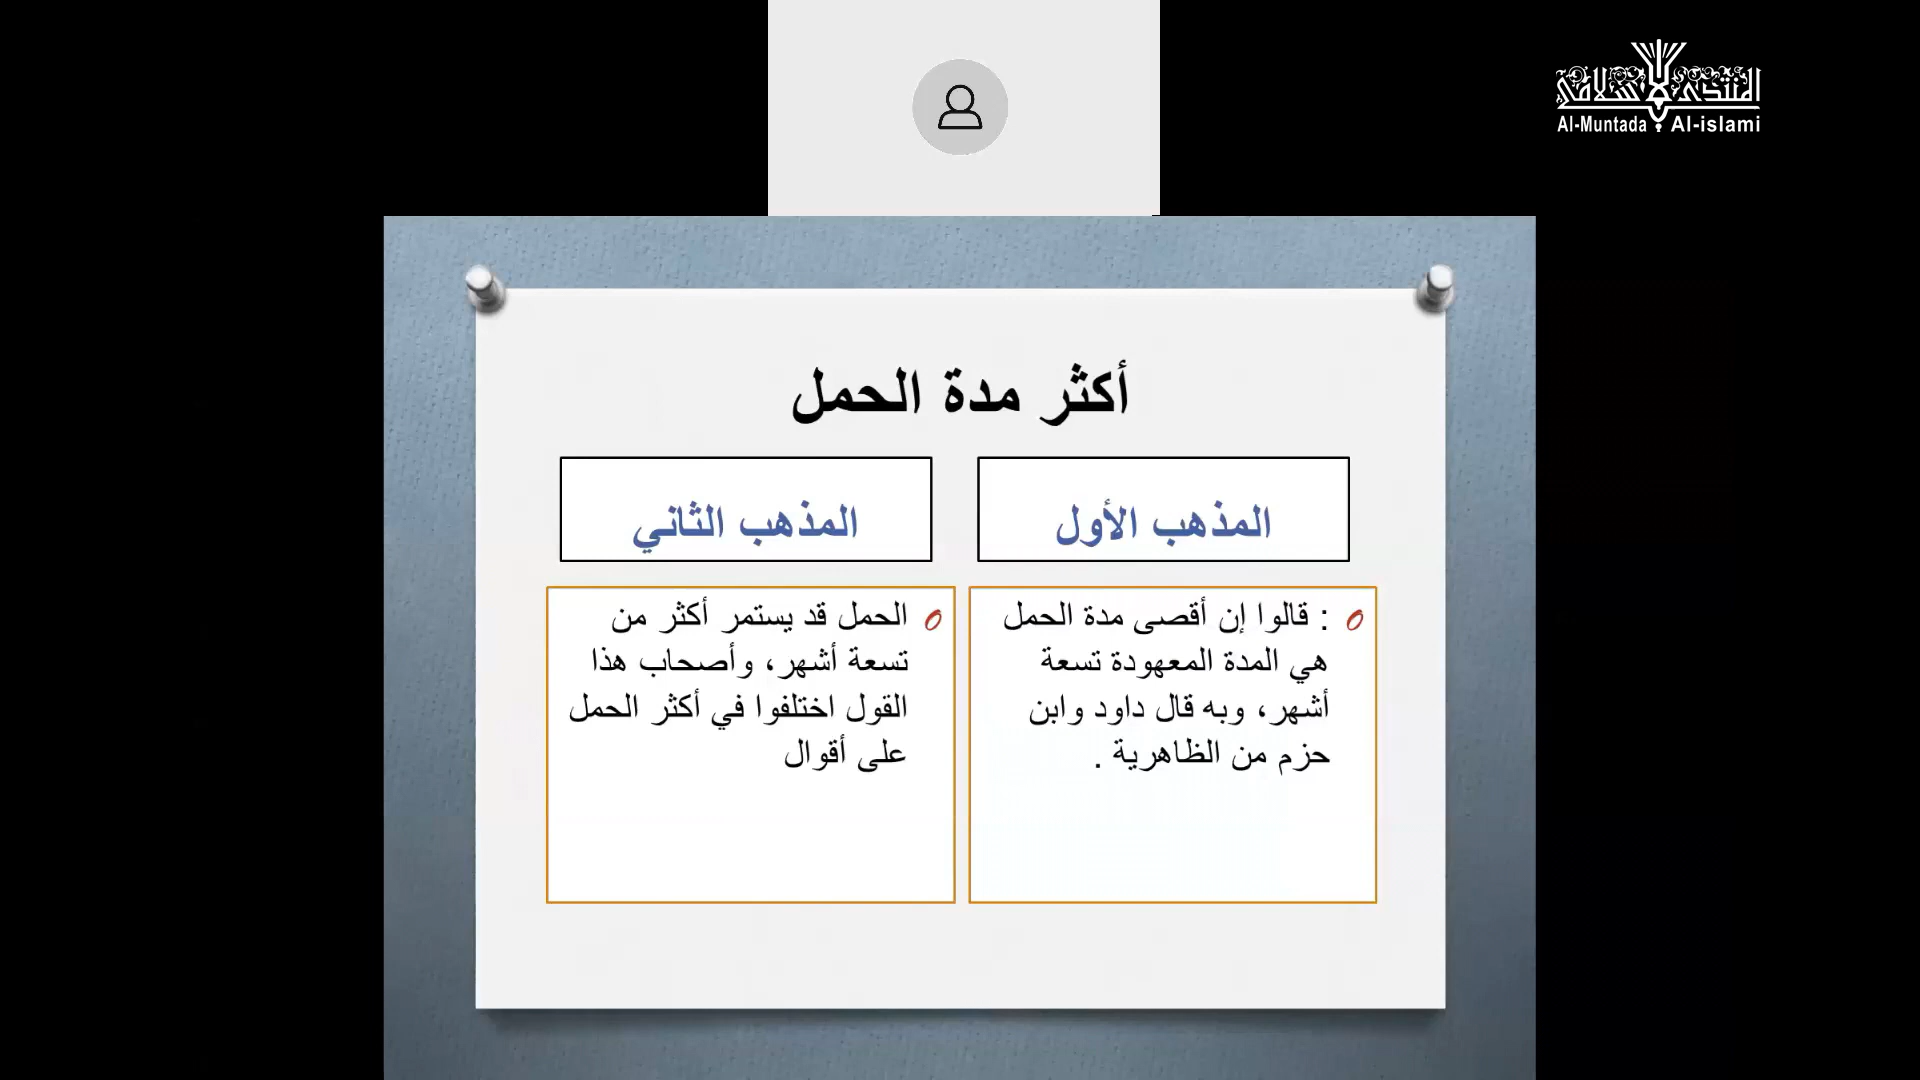 المنتدى الإسلامي
Al-Muntada Al-islami
أكثر مدة الحمل
المذهب الأول
: قالوا إن أقصى مدة الحمل
هي المدة المعهودة تسعة
أشهر، وبه قال داود وابن
حزم من الظاهرية .
المذهب الثاني
الحمل قد يستمر أكثر من
تسعة أشهر، وأصحاب هذا
القول اختلفوا في أكثر الحمل
على أقوال